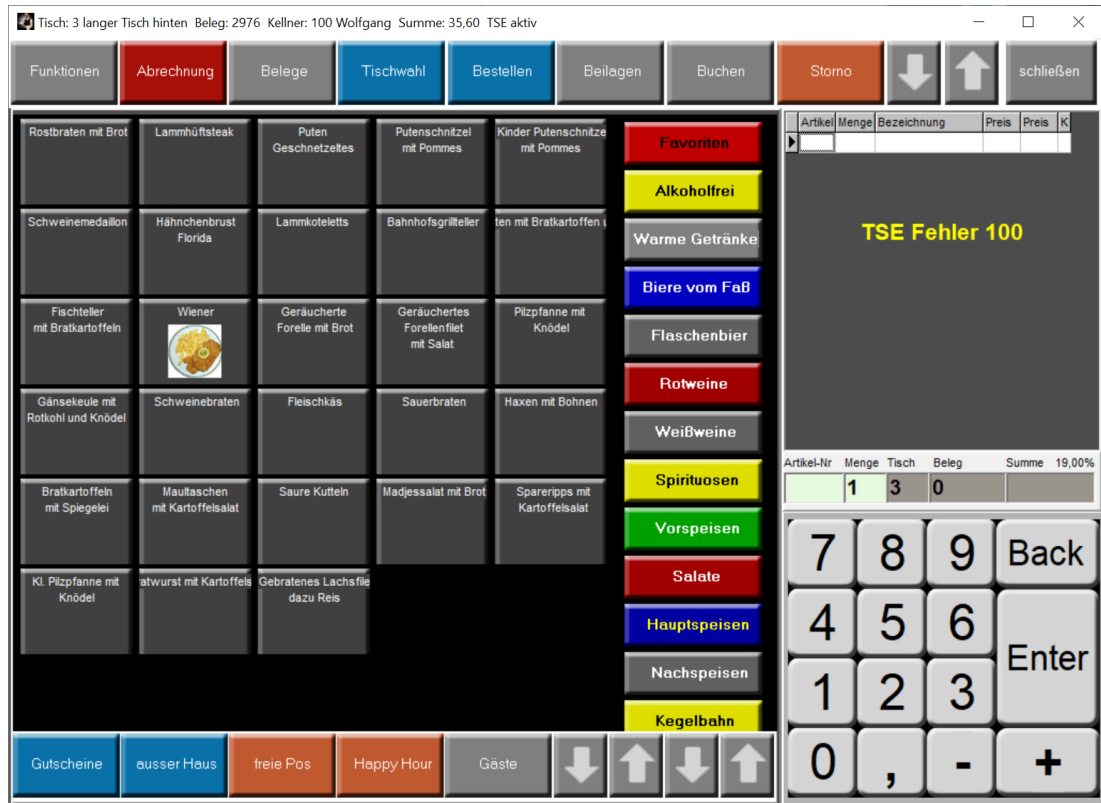 Tisch: 3 langer Tisch hinten Beleg: 2976 Kellner: 100 Wolfgang Summe: 35,60 TSE aktiv
Funktionen
Abrechnung
Belege
Tischwahl
Bestellen
Beilagen
Buchen
Storno
schließen
Rostbraten mit Brot
Lammhüftsteak
Puten
Geschnetzeltes
Putenschnitzel
mit Pommes
Kinder Putenschnitze
mit Pommes
Schweinemedaillon
Hähnchenbrust
Florida
Lammkoteletts
Bahnhofsgrillteller
ten mit Bratkartoffen
Fischteller
mit Bratkartoffeln
Wiener
Geräucherte
Forelle mit Brot
Geräuchertes
Forellenfilet
mit Salat
Pilzpfanne mit
Knödel
Gänsekeule mit
Rotkohl und Knödel
Schweinebraten
Fleischkäs
Sauerbraten
Haxen mit Bohnen
Bratkartoffeln
mit Spiegelei
Maultaschen
mit Kartoffelsalat
Saure Kutteln
Madjessalat mit Brot
Spareripps mit
Kartoffelsalat
Kl. Pilzpfanne mit
Knödel
ratwurst mit Kartoffels
Gebratenes Lachsfile
dazu Reis
Favoriten
Alkoholfrei
Warme Getränke
Biere vom Faß
Flaschenbier
Rotweine
Weißweine
Spirituosen
Vorspeisen
Salate
Hauptspeisen
Nachspeisen
Kegelbahn
Gutscheine
ausser Haus
freie Pos
Happy Hour
Gäste
Artikel Menge Bezeichnung Preis Preis K
TSE Fehler 100
Artikel-Nr Menge Tisch Beleg Summe 19,00%
1 3 0
7 8 9 Back
4 5 6
Enter
1 2 3
0 , - +